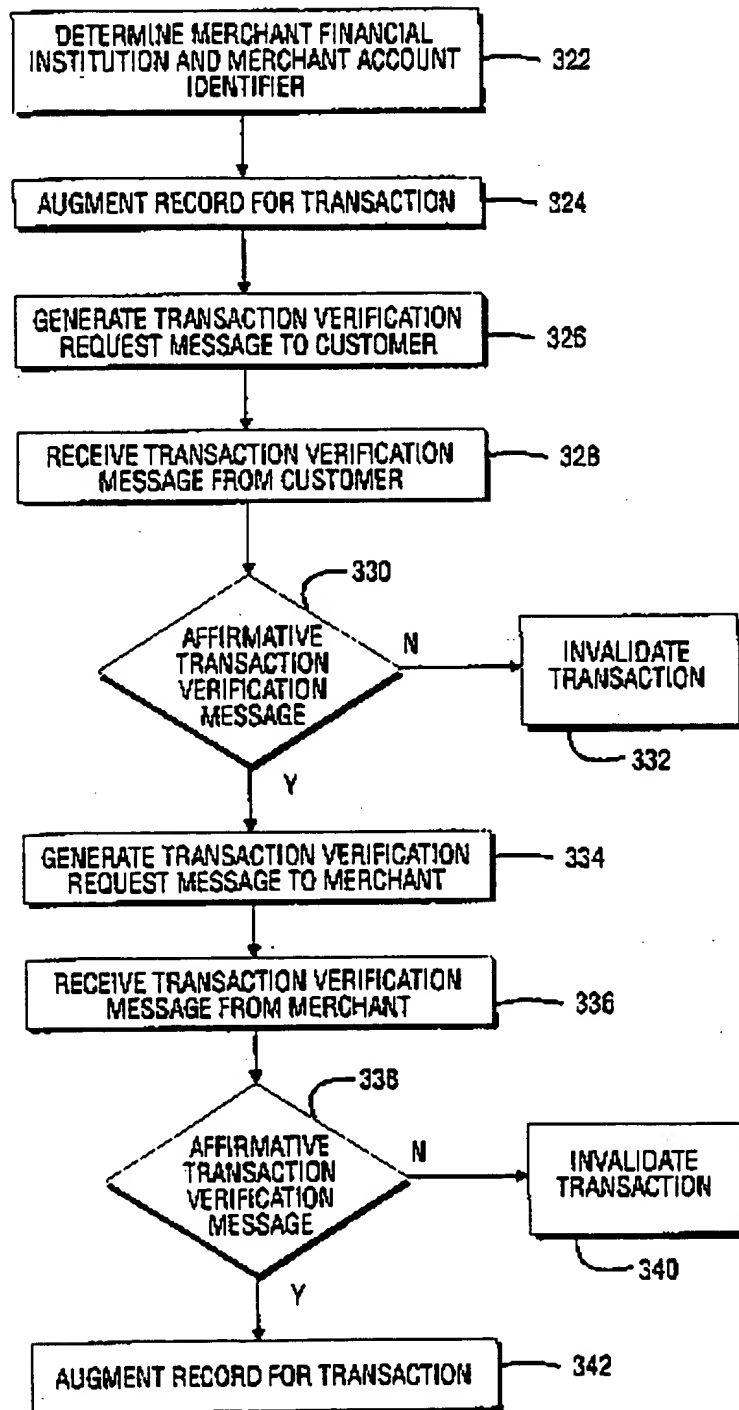 DETERMINE MERCHANT FINANCIAL
INSTITUTION AND MERCHANT ACCOUNT
IDENTIFIER
322
AUGMENT RECORD FOR TRANSACTION
324
GENERATE TRANSACTION VERIFICATION
REQUEST MESSAGE TO CUSTOMER
326
RECEIVE TRANSACTION VERIFICATION
MESSAGE FROM CUSTOMER
328
330
AFFIRMATIVE
TRANSACTION
VERIFICATION
MESSAGE
N
INVALIDATE
TRANSACTION
332
Y
GENERATE TRANSACTION VERIFICATION
REQUEST MESSAGE TO MERCHANT
334
RECEIVE TRANSACTION VERIFICATION
MESSAGE FROM MERCHANT
336
338
AFFIRMATIVE
TRANSACTION
VERIFICATION
MESSAGE
N
INVALIDATE
TRANSACTION
340
Y
AUGMENT RECORD FOR TRANSACTION
342